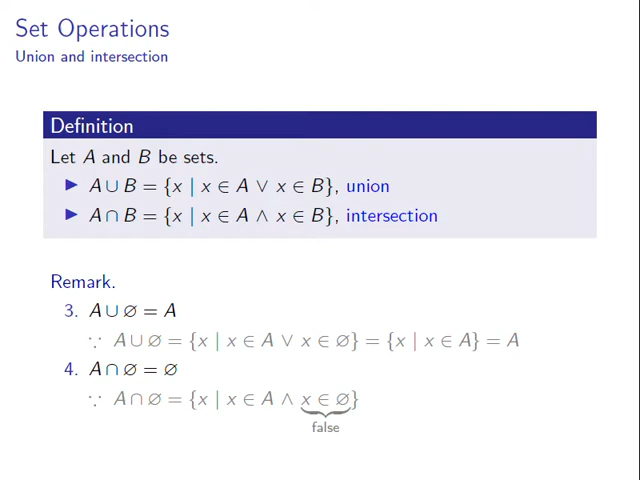 Set Operations
Union and intersection
Definition
Let A and B be sets.
▶ A ∪ B = {x | x ∈ A ∨ x ∈ B}, union
▶ A ∩ B = {x | x ∈ A ∧ x ∈ B}, intersection
Remark.
3. A ∪ ∅ = A
∵ A ∪ ∅ = {x | x ∈ A ∨ x ∈ ∅} = {x | x ∈ A} = A
4. A ∩ ∅ = ∅
∵ A ∩ ∅ = {x | x ∈ A ∧ x ∈ ∅}
false